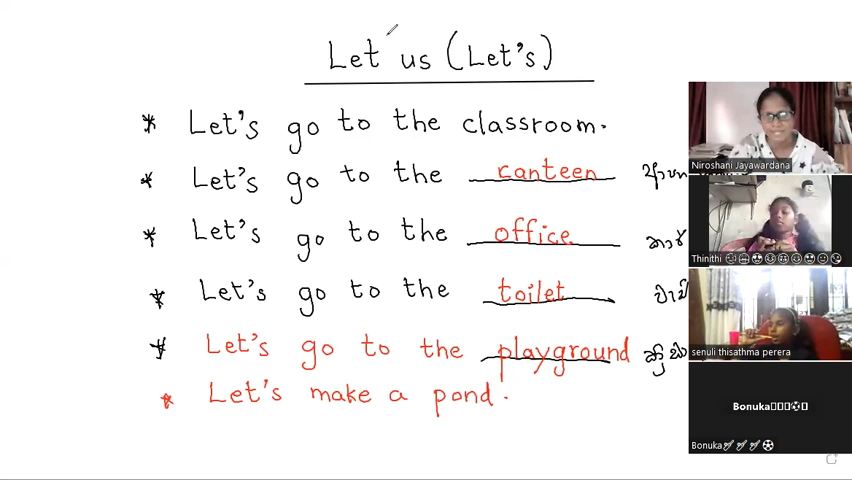 Let us (Let's)
* Let's go to the classroom.
* Let's go to the canteen
* Let's go to the office
* Let's go to the toilet
* Let's go to the playground
* Let's make a pond.
Niroshani Jayawardana
Thinithi
senuli thisathma perera
Bonuka
Bonuka